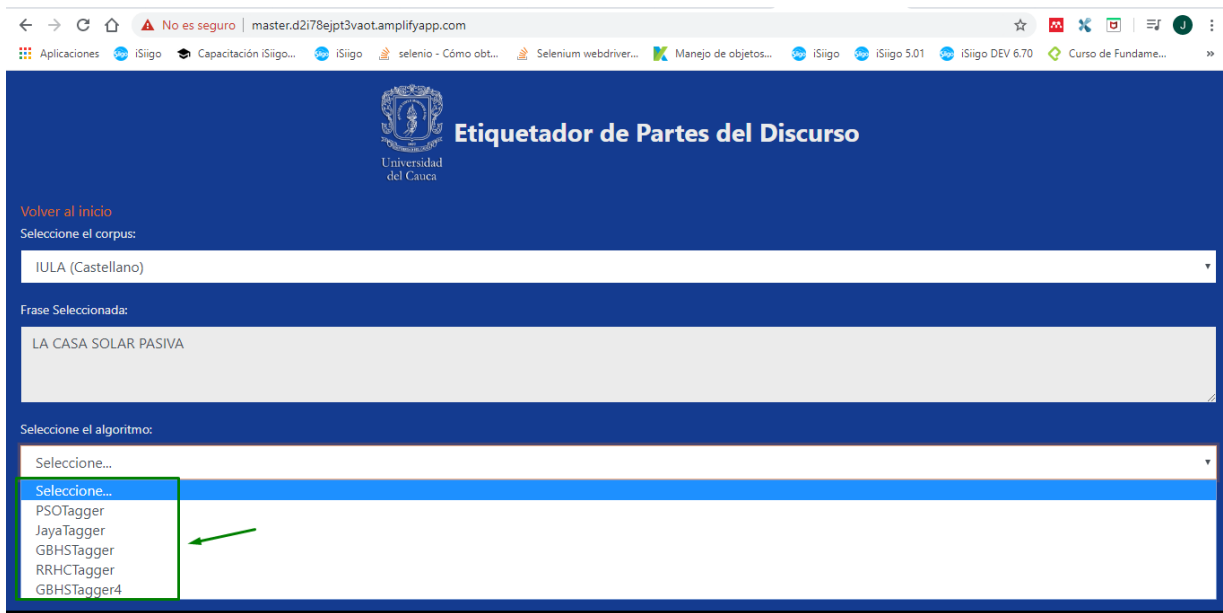 No es seguro | master.d2i78ejpt3vaot.amplifyapp.com J
Aplicaciones iSiigo Capacitación iSiigo... iSiigo selenio - Cómo obt... Selenium webdriver... Manejo de objetos... iSiigo iSiigo 5.01 iSiigo DEV 6.70 Curso de Fundame... »
Etiquetador de Partes del Discurso
Universidad
del Cauca
Volver al inicio
Seleccione el corpus:
IULA (Castellano)
Frase Seleccionada:
LA CASA SOLAR PASIVA
Seleccione el algoritmo:
Seleccione...
Seleccione...
PSOTagger
JayaTagger
GBHSTagger
RRHCTagger
GBHSTagger4